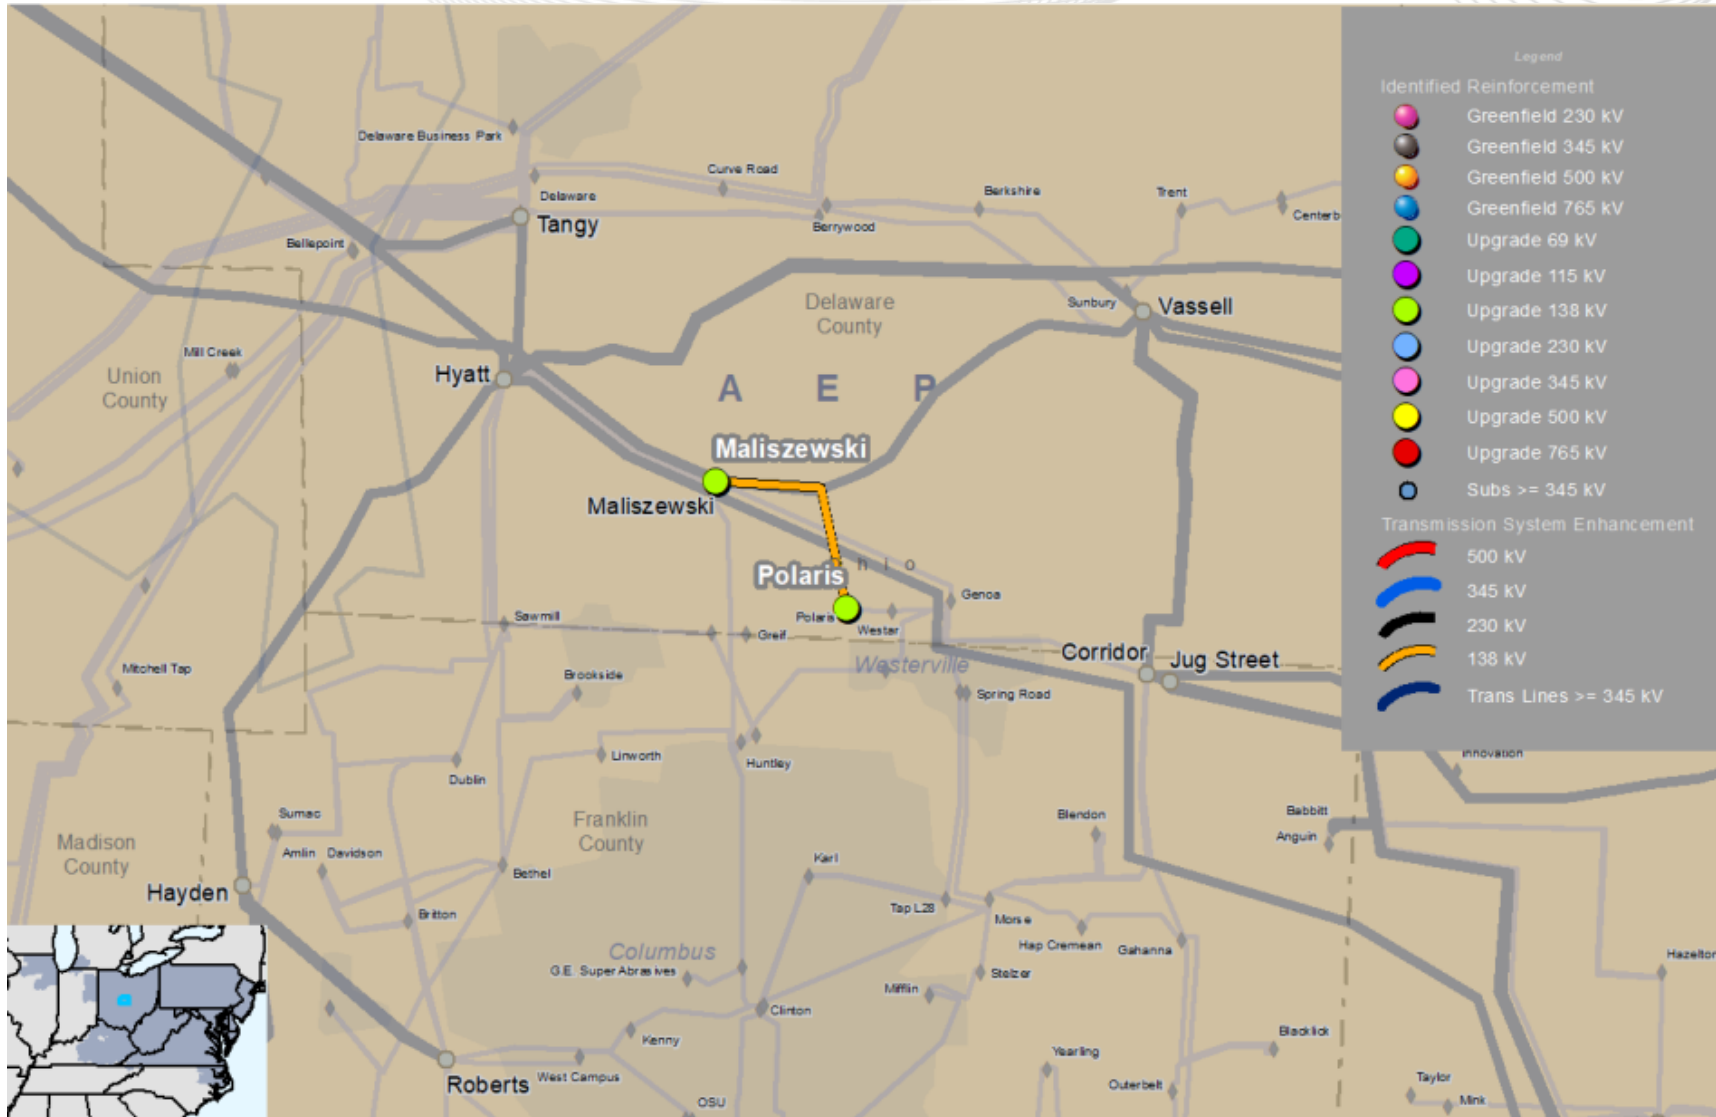 Legend
Identified Reinforcement
Greenfield 230 kV
Greenfield 345 kV
Greenfield 500 kV
Greenfield 765 kV
Upgrade 69 kV
Upgrade 115 kV
Upgrade 138 kV
Upgrade 230 kV
Upgrade 345 kV
Upgrade 500 kV
Upgrade 765 kV
Subs >= 345 kV
Transmission System Enhancement
500 kV
345 kV
230 kV
138 kV
Trans Lines >= 345 kV
Delaware Business Park
Curve Road
Delaware
Berkshire
Trent
Centerb
Tangy
Berrywood
Bellepoint
Delaware
County
Sunbury
Vassell
Mill Creek
Union
County
Hyatt
A E P
Maliszewski
Maliszewski
hio
Polaris
Polaris
Genoa
Westar
Sawmill
Greif
Westerville
Corridor
Jug Street
Mitchell Tap
Brookside
Spring Road
Linworth
Huntley
Dublin
Innovation
Sumac
Franklin
County
Blendon
Babbitt
Anguin
Madison
County
Amlin
Davidson
Karl
Bethel
Hayden
Britton
Tap L28
Morse
Hap Cremean
Gahanna
Columbus
G.E. Super Abrasives
Stelzer
Hazelton
Mifflin
Clinton
Kenny
Blacklick
Yearling
Roberts
West Campus
Outerbelt
Taylor
Mink
OSU